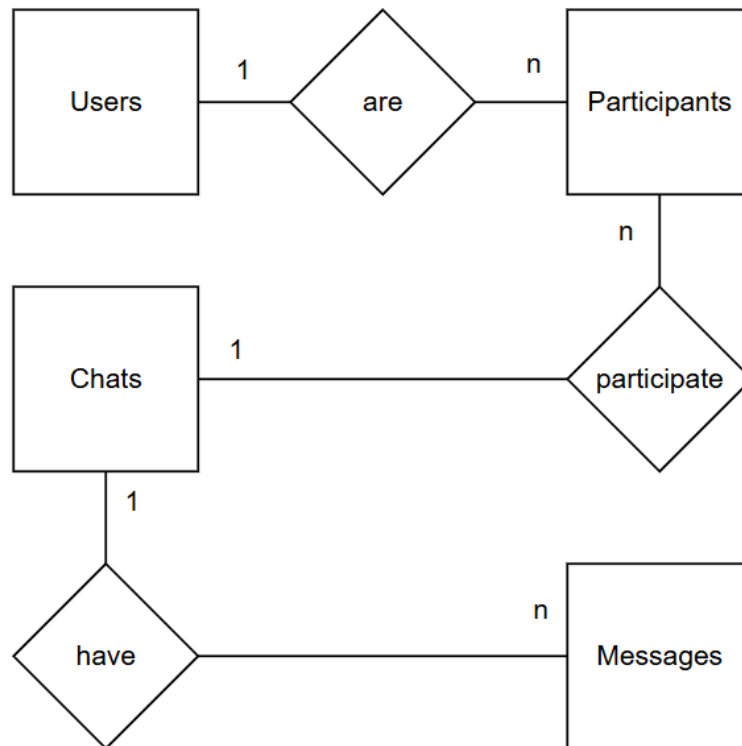 Users
1
are
n
Participants
n
Chats
1
participate
1
have
n
Messages